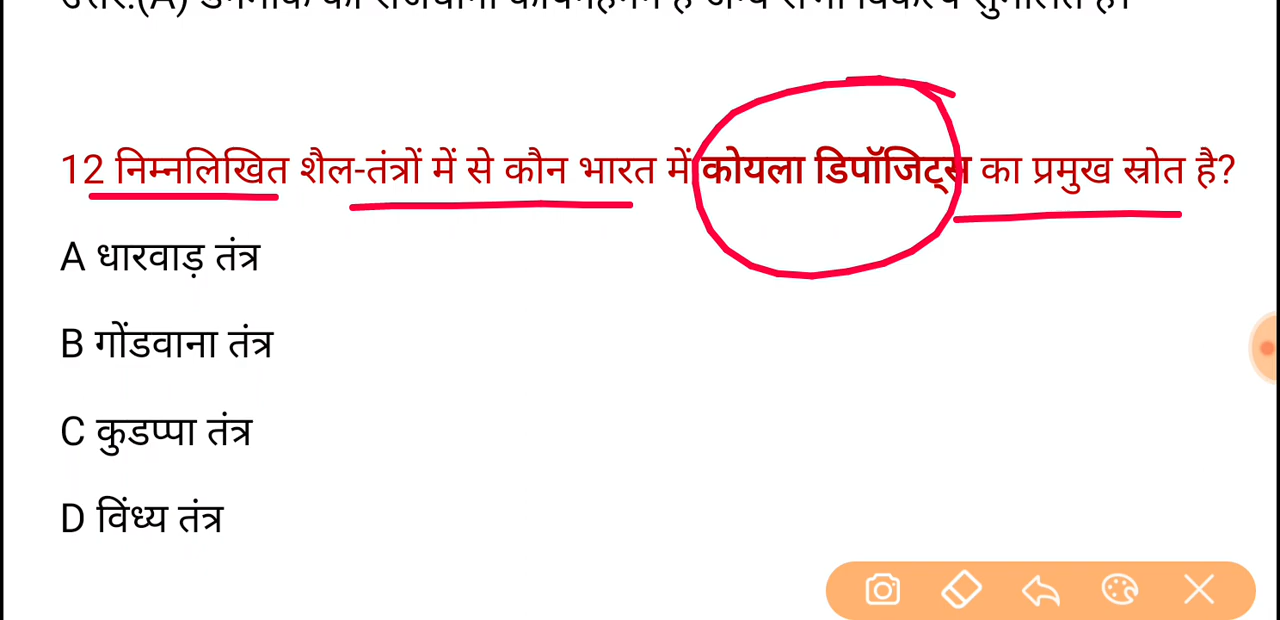 12 निम्नलिखित शैल-तंत्रों में से कौन भारत में कोयला डिपॉजिट्स का प्रमुख स्रोत है?
A धारवाड़ तंत्र
B गोंडवाना तंत्र
C कुडप्पा तंत्र
D विंध्य तंत्र